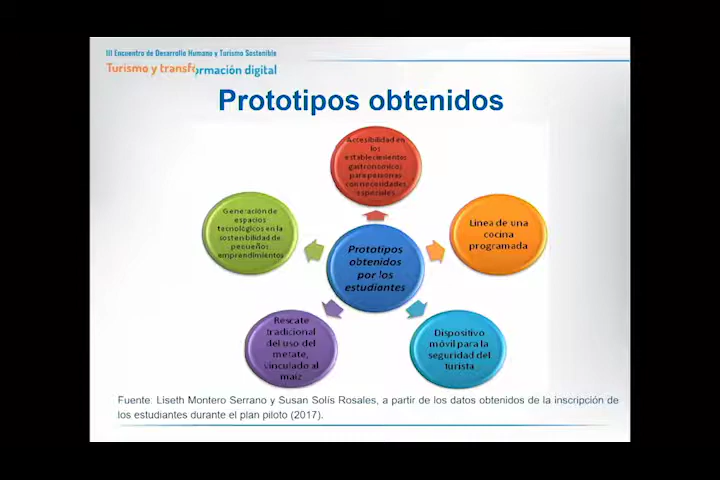 III Encuentro de Desarrollo Humano y Turismo Sostenible
Turismo y transformación digital
Prototipos obtenidos
Accesibilidad en
los
establecimientos
gastronómicos
para personas
con necesidades
especiales
Línea de una
cocina
programada
Dispositivo
móvil para la
seguridad del
turista
Rescate
tradicional
del uso del
metate,
vinculado al
maíz
Generación de
espacios
tecnológicos en la
sostenibilidad de
pequeños
emprendimientos
Prototipos
obtenidos
por los
estudiantes
Fuente: Liseth Montero Serrano y Susan Solís Rosales, a partir de los datos obtenidos de la inscripción de
los estudiantes durante el plan piloto (2017).